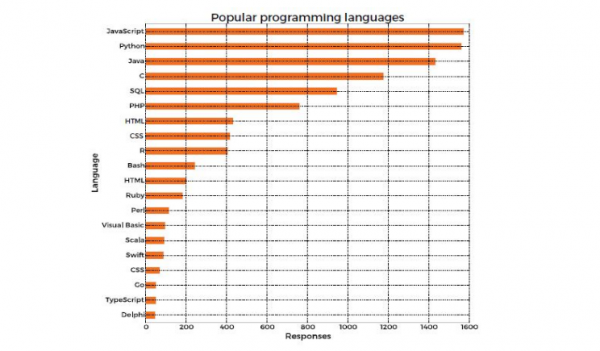 Popular programming languages
JavaScript
Python
Java
C
SQL
PHP
HTML
CSS
R
Bash
HTML
Ruby
Perl
Visual Basic
Scala
Swift
CSS
Go
TypeScript
Delphi
Language
0 200 400 600 800 1000 1200 1400 1600
Responses